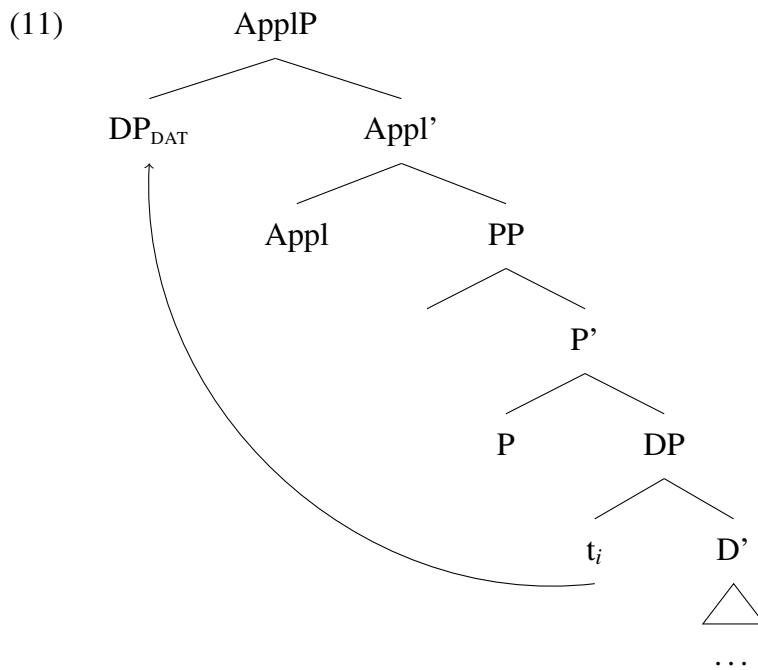 (11) ApplP
DP_DAT Appl’
Appl PP
P’
P DP
t_i D’
...